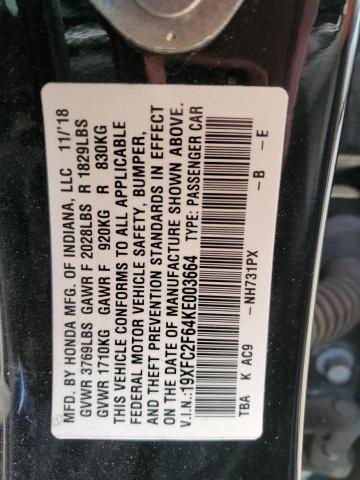 MFD. BY HONDA MFG. OF INDIANA, LLC 11/'18
GVWR 3769LBS GAWR F 2028LBS R 1829LBS
GVWR 1710KG GAWR F 920KG R 830KG
THIS VEHICLE CONFORMS TO ALL APPLICABLE
FEDERAL MOTOR VEHICLE SAFETY, BUMPER,
AND THEFT PREVENTION STANDARDS IN EFFECT
ON THE DATE OF MANUFACTURE SHOWN ABOVE.
V.I.N.:19XFC2F64KE003664 TYPE: PASSENGER CAR
TBA K AC9 -NH731PX -B -E